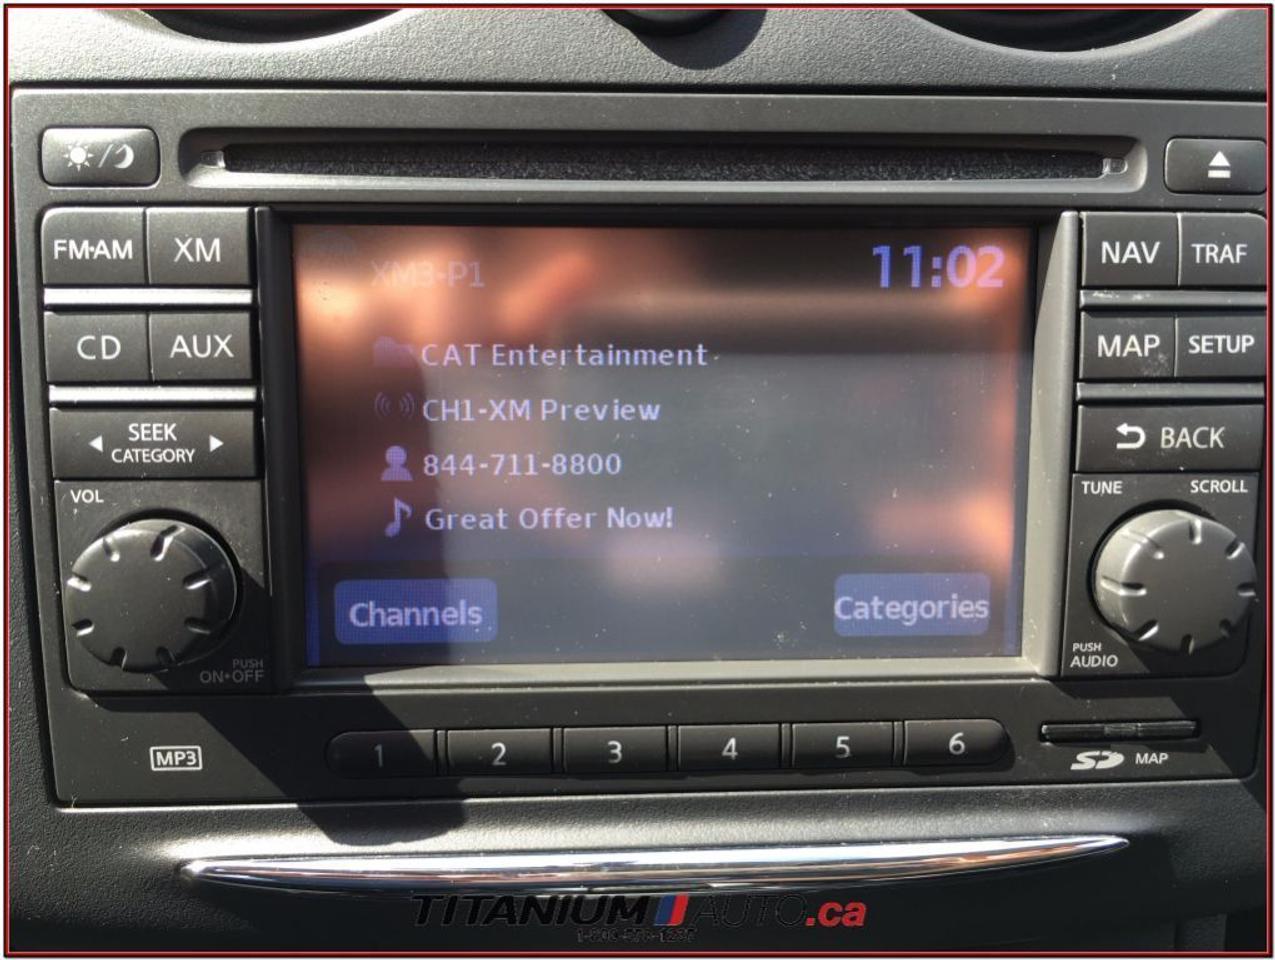 FM·AM XM
CD AUX
SEEK
CATEGORY
VOL
PUSH
ON·OFF
MP3
XM3-P1
11:02
CAT Entertainment
CH1-XM Preview
844-711-8800
Great Offer Now!
Channels
Categories
NAV TRAF
MAP SETUP
BACK
TUNE SCROLL
PUSH
AUDIO
1 2 3 4 5 6
SD MAP
TITANIUM AUTO.ca